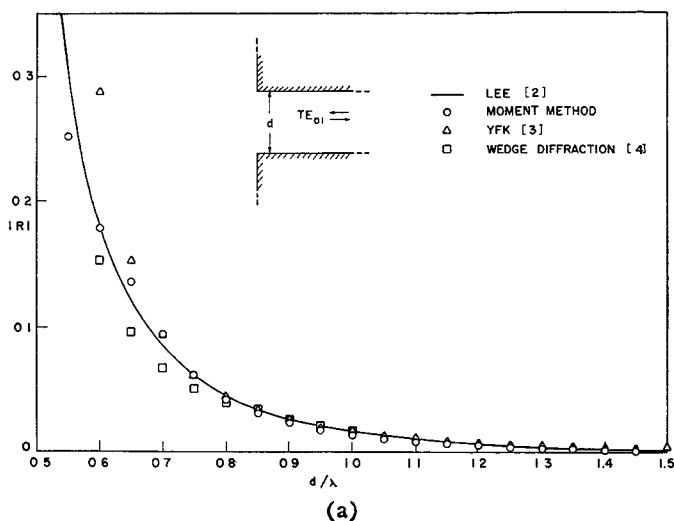 0.3
0.2
|R|
0.1
0
0.5 0.6 0.7 0.8 0.9 1.0 1.1 1.2 1.3 1.4 1.5
d/λ
d
TE01
LEE [2]
MOMENT METHOD
YFK [3]
WEDGE DIFFRACTION [4]
(a)